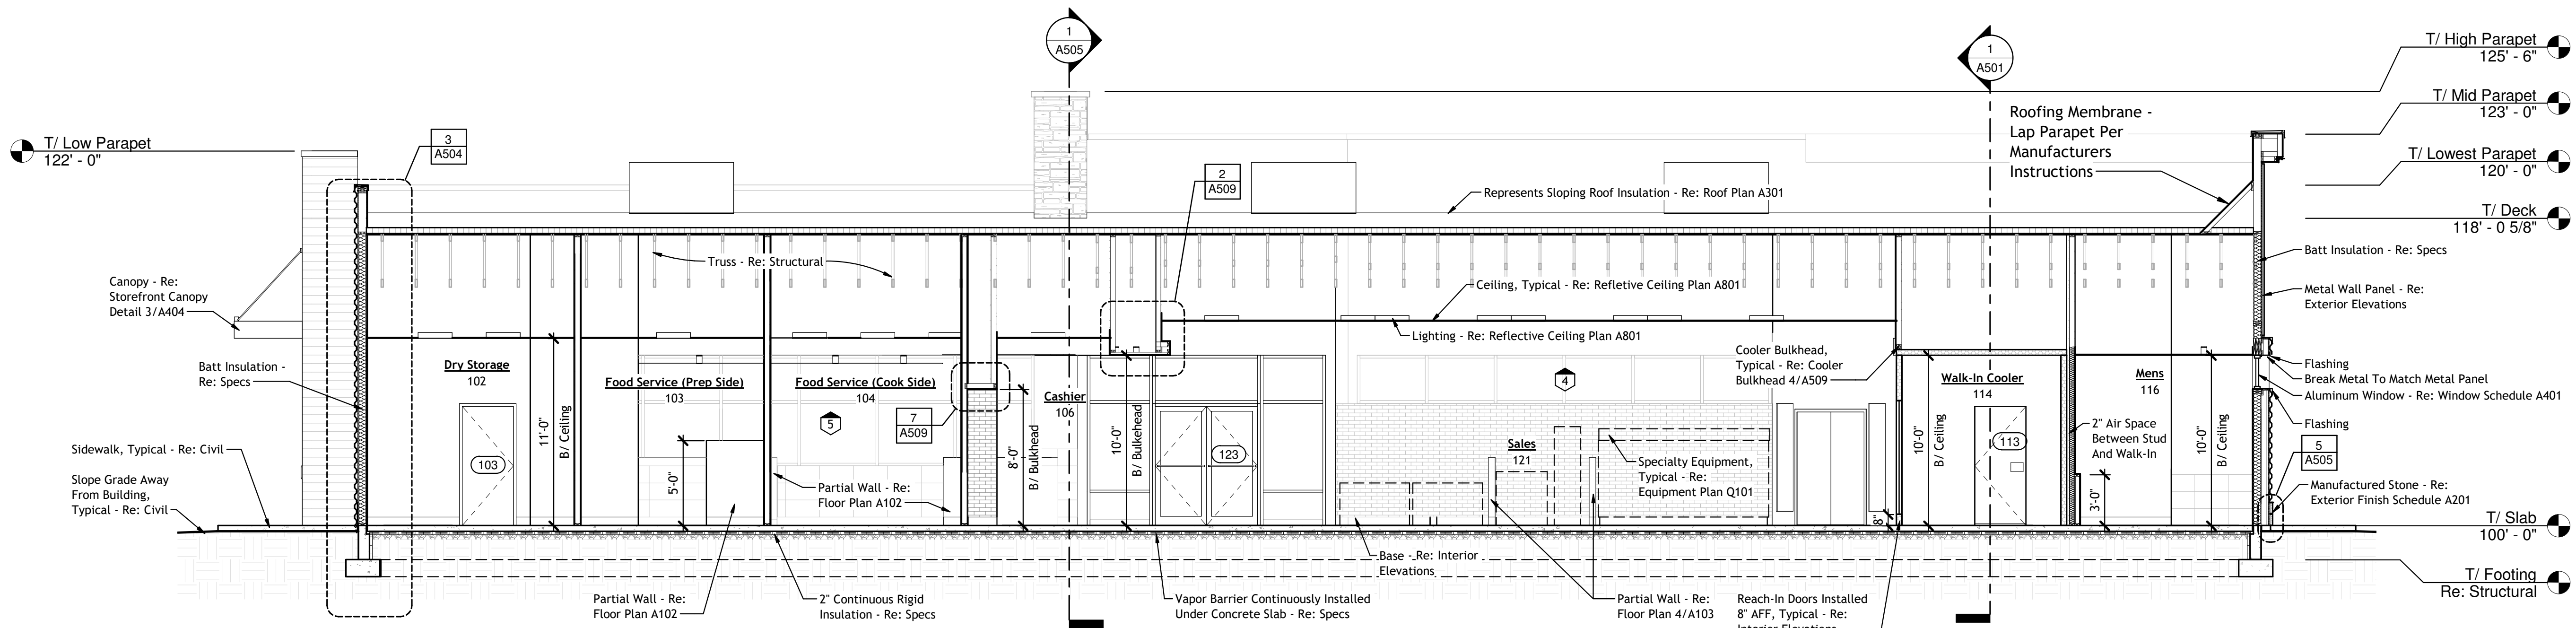 1
A505
1
A501
T/ High Parapet
125' - 6"
T/ Mid Parapet
123' - 0"
T/ Lowest Parapet
120' - 0"
T/ Deck
118' - 0 5/8"
T/ Low Parapet
122' - 0"
3
A504
2
A509
Roofing Membrane -
Lap Parapet Per
Manufacturers
Instructions
Represents Sloping Roof Insulation - Re: Roof Plan A301
Truss - Re: Structural
Canopy - Re:
Storefront Canopy
Detail 3/A404
Ceiling, Typical - Re: Refletive Ceiling Plan A801
Lighting - Re: Reflective Ceiling Plan A801
Batt Insulation - Re: Specs
Metal Wall Panel - Re:
Exterior Elevations
Batt Insulation -
Re: Specs
Dry Storage
102
Food Service (Prep Side)
103
Food Service (Cook Side)
104
Cashier
106
Cooler Bulkhead,
Typical - Re: Cooler
Bulkhead 4/A509
4
5
7
A509
Walk-In Cooler
114
Mens
116
Flashing
Break Metal To Match Metal Panel
Aluminum Window - Re: Window Schedule A401
Flashing
11'-0"
B/ Ceiling
103
5'-0"
8'-0"
B/ Bulkhead
10'-0"
B/ Bulkehead
123
Sales
121
Specialty Equipment,
Typical - Re:
Equipment Plan Q101
10'-0"
B/ Ceiling
113
2" Air Space
Between Stud
And Walk-In
3'-0"
10'-0"
B/ Ceiling
5
A505
Manufactured Stone - Re:
Exterior Finish Schedule A201
Sidewalk, Typical - Re: Civil
Slope Grade Away
From Building,
Typical - Re: Civil
Partial Wall - Re:
Floor Plan A102
8"
T/ Slab
100' - 0"
Base - Re: Interior
Elevations
T/ Footing
Re: Structural
Partial Wall - Re:
Floor Plan A102
2" Continuous Rigid
Insulation - Re: Specs
Vapor Barrier Continuously Installed
Under Concrete Slab - Re: Specs
Partial Wall - Re:
Floor Plan 4/A103
Reach-In Doors Installed
8" AFF, Typical - Re:
Interior Elevations